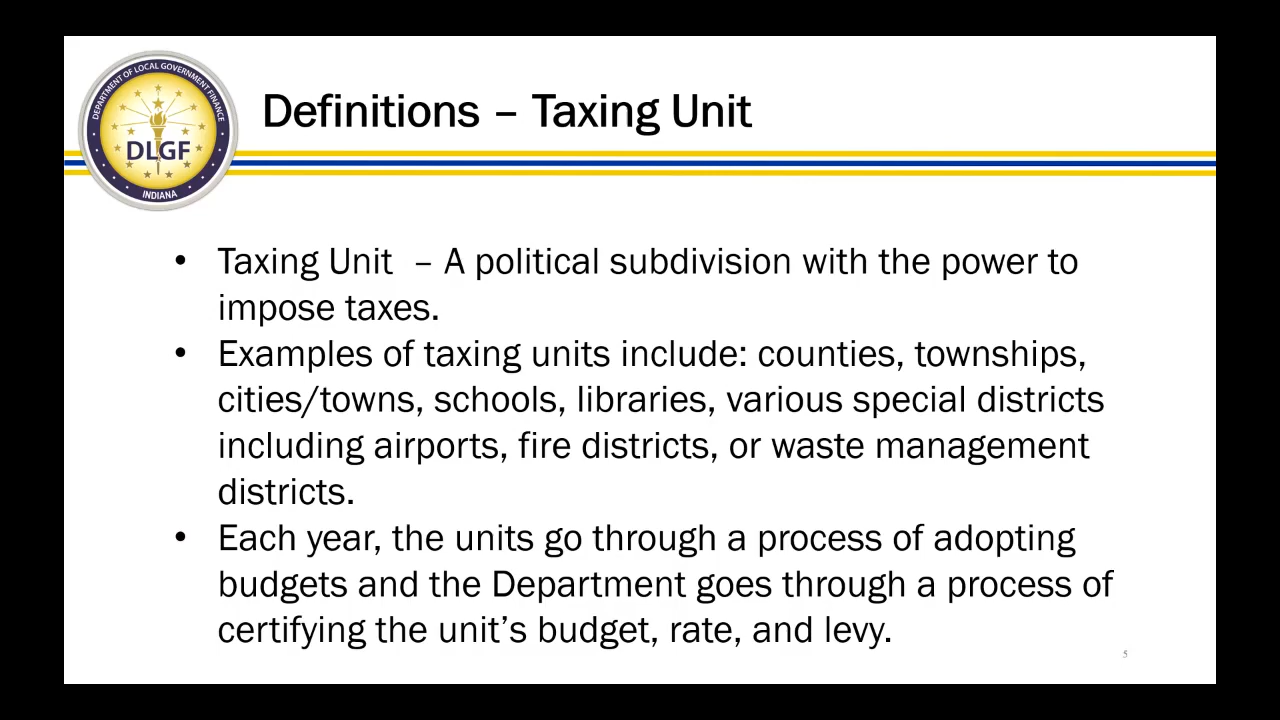 DEPARTMENT OF LOCAL GOVERNMENT FINANCE
DLGF
INDIANA
Definitions – Taxing Unit
• Taxing Unit – A political subdivision with the power to
impose taxes.
• Examples of taxing units include: counties, townships,
cities/towns, schools, libraries, various special districts
including airports, fire districts, or waste management
districts.
• Each year, the units go through a process of adopting
budgets and the Department goes through a process of
certifying the unit’s budget, rate, and levy.
5